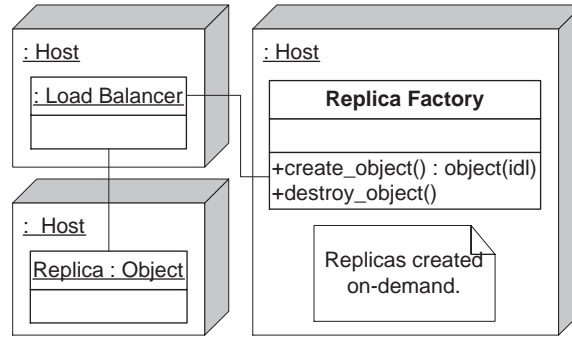 : Host
: Load Balancer
: Host
Replica : Object
: Host
Replica Factory
+create_object() : object(idl)
+destroy_object()
Replicas created
on-demand.